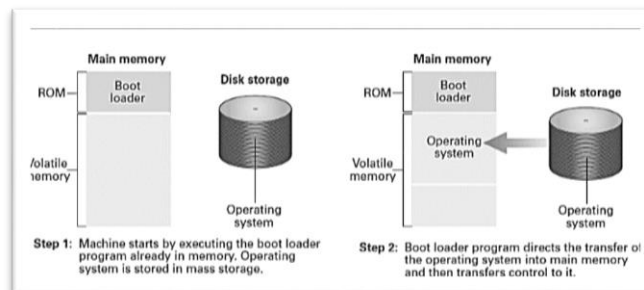 Main memory
ROM
Boot
loader
Disk storage
Volatile
memory
Operating
system
Step 1: Machine starts by executing the boot loader
program already in memory. Operating
system is stored in mass storage.
Main memory
ROM
Boot
loader
Disk storage
Operating
system
Volatile
memory
Operating
system
Step 2: Boot loader program directs the transfer of
the operating system into main memory
and then transfers control to it.